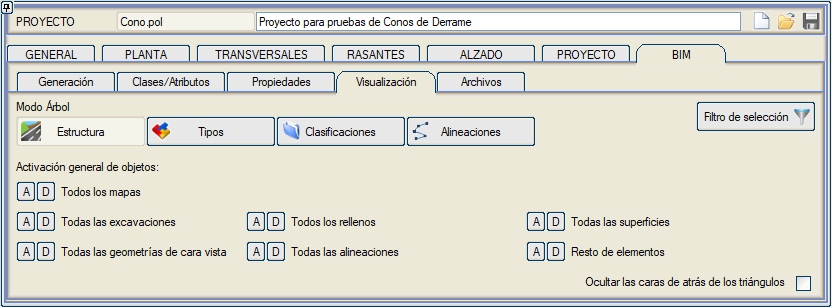 PROYECTO Cono.pol Proyecto para pruebas de Conos de Derrame
GENERAL PLANTA TRANSVERSALES RASANTES ALZADO PROYECTO BIM
Generación Clases/Atributos Propiedades Visualización Archivos
Modo Árbol
Estructura Tipos Clasificaciones Alineaciones Filtro de selección
Activación general de objetos:
A D Todos los mapas
A D Todas las excavaciones A D Todos los rellenos A D Todas las superficies
A D Todas las geometrías de cara vista A D Todas las alineaciones A D Resto de elementos
Ocultar las caras de atrás de los triángulos